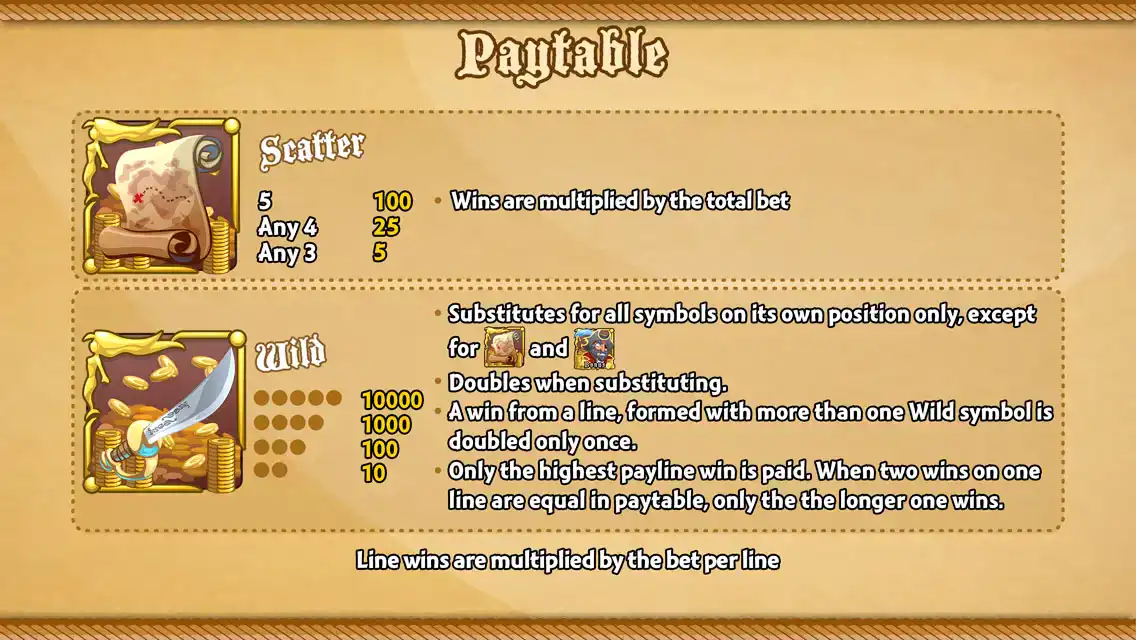 Paytable
Scatter
5 100
Any 4 25
Any 3 5
• Wins are multiplied by the total bet
Wild
10000
1000
100
10
• Substitutes for all symbols on its own position only, except
for and
• Doubles when substituting.
• A win from a line, formed with more than one Wild symbol is
doubled only once.
• Only the highest payline win is paid. When two wins on one
line are equal in paytable, only the the longer one wins.
Line wins are multiplied by the bet per line